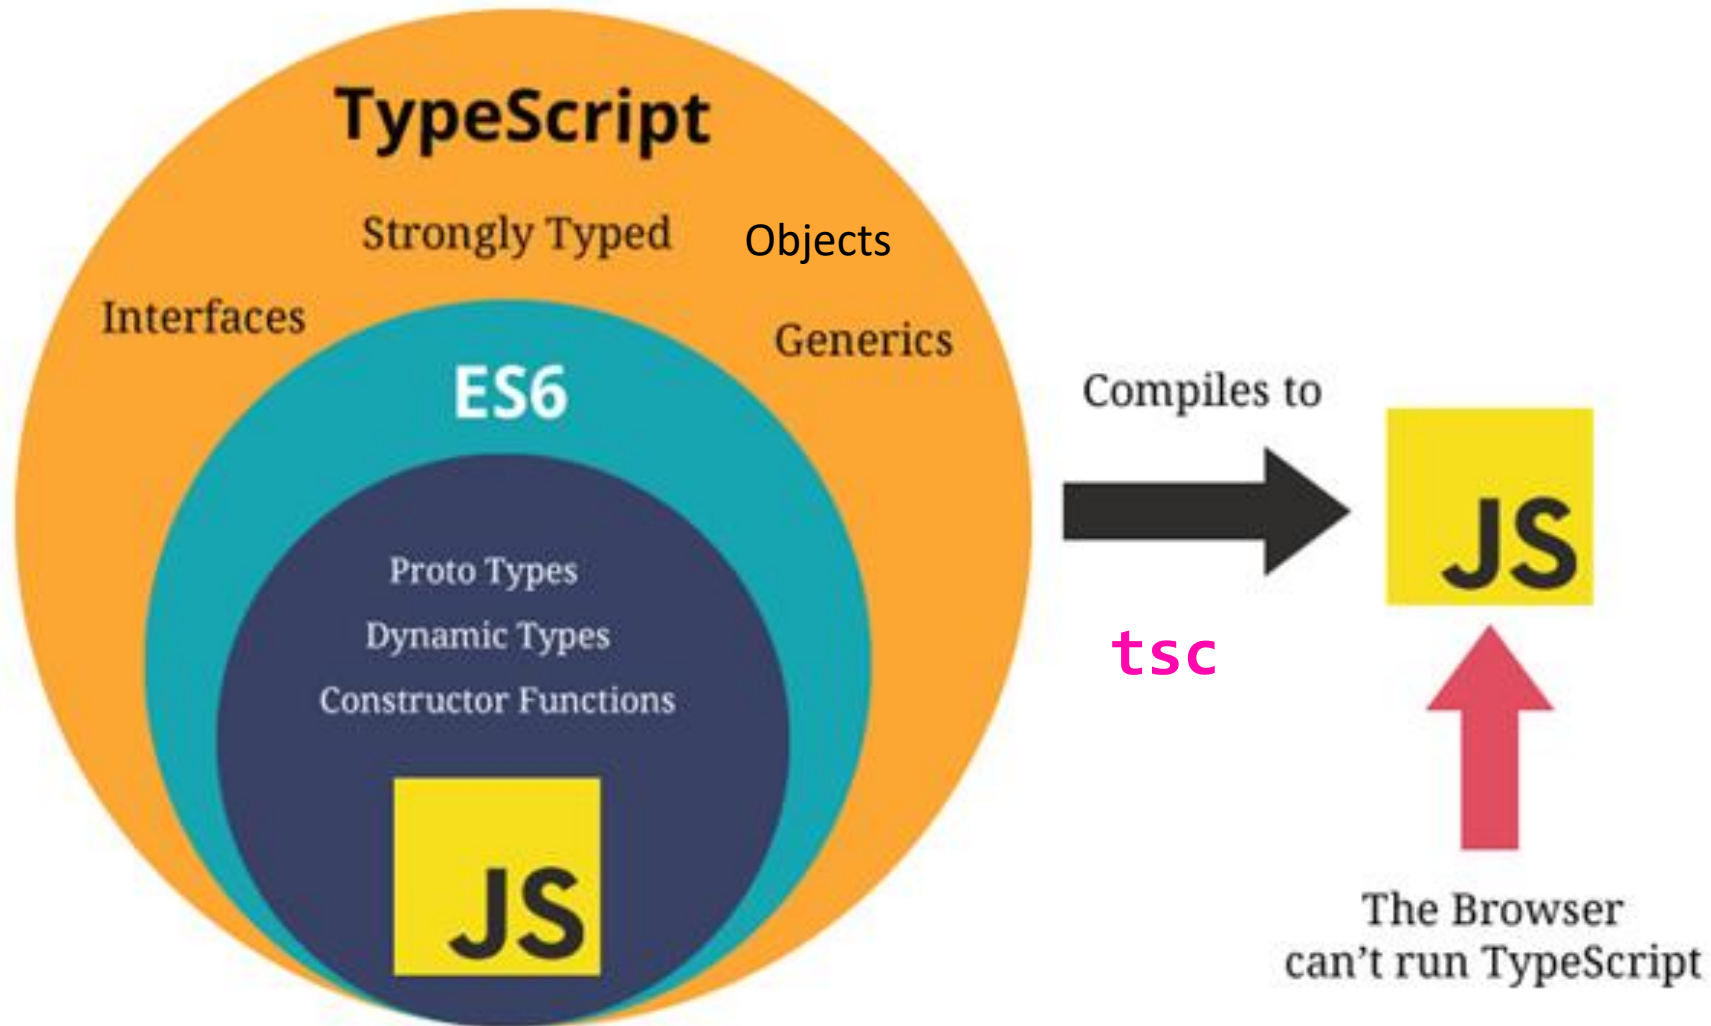 TypeScript
Strongly Typed
Objects
Interfaces
Generics
ES6
Proto Types
Dynamic Types
Constructor Functions
JS
Compiles to
tsc
JS
The Browser
can't run TypeScript